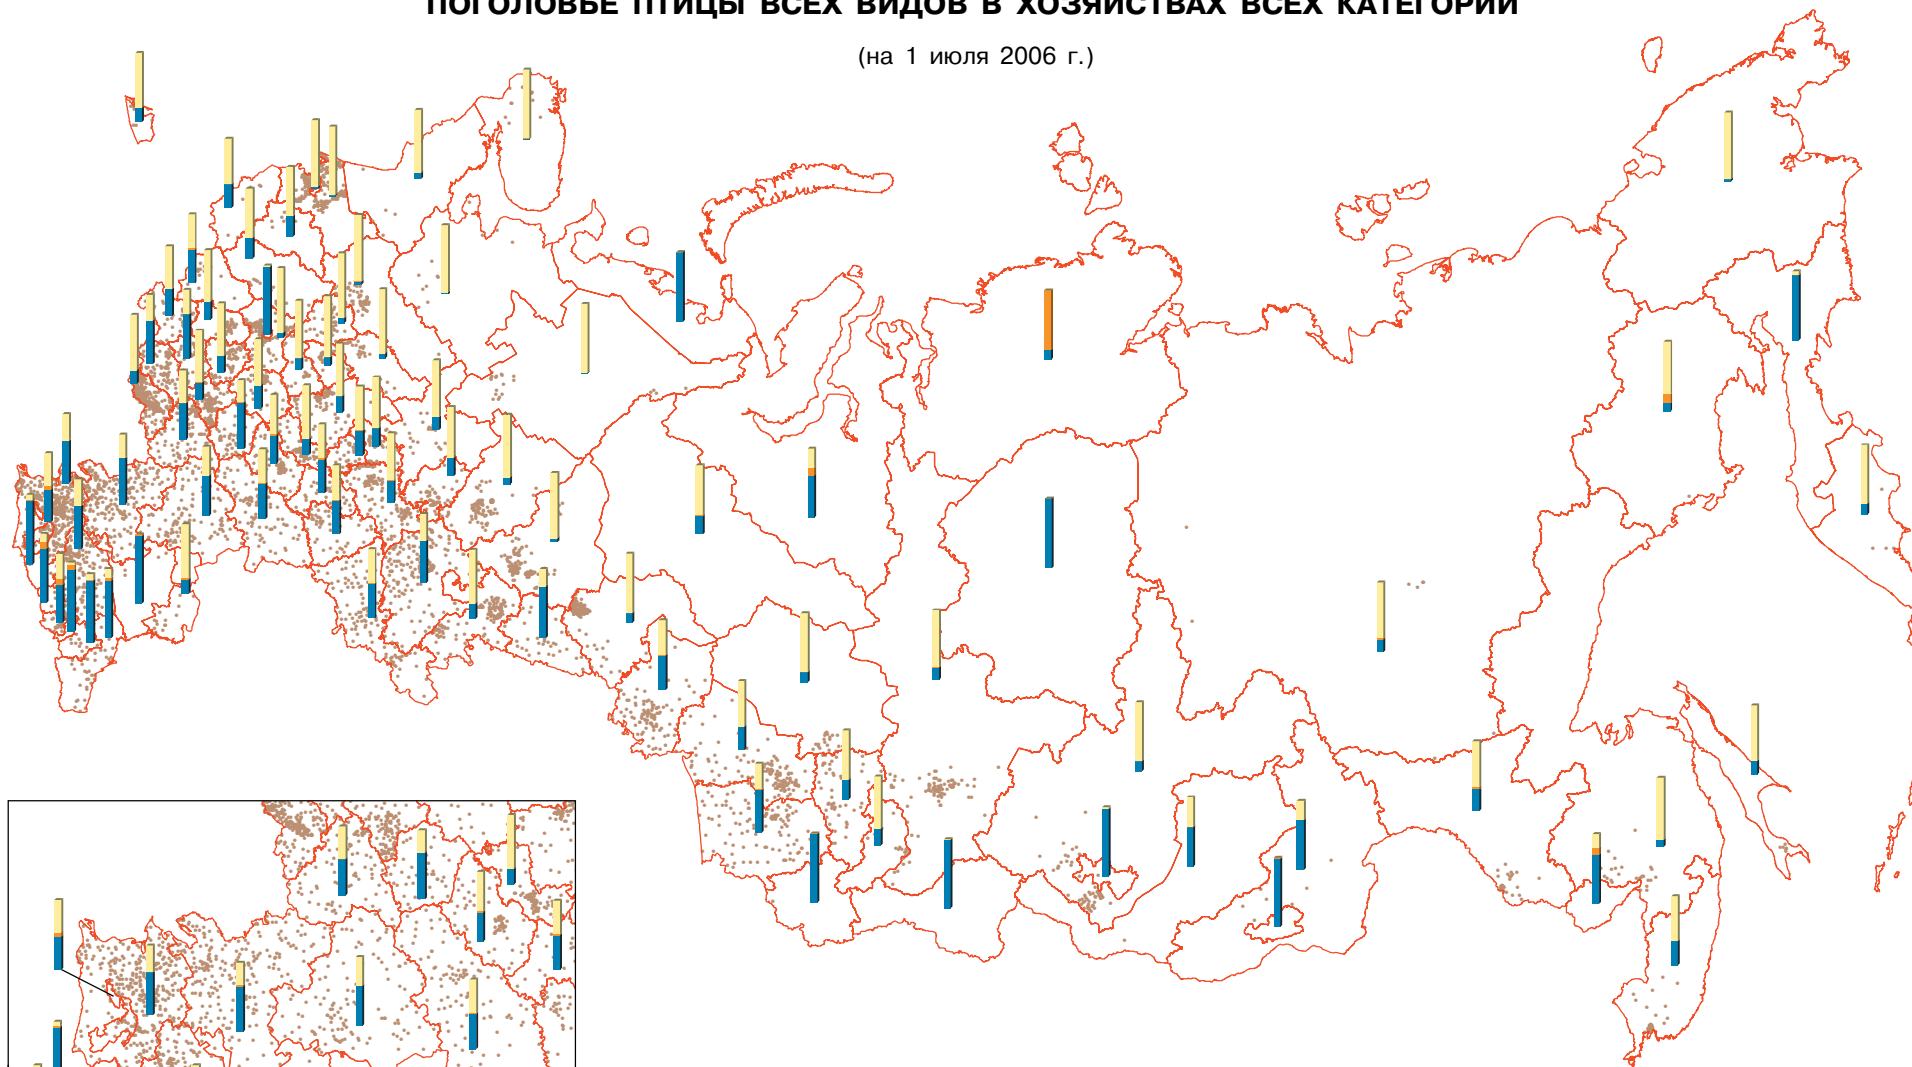 ПОГОЛОВЬЕ ПТИЦЫ ВСЕХ ВИДОВ В ХОЗЯЙСТВАХ ВСЕХ КАТЕГОРИЙ
(на 1 июля 2006 г.)